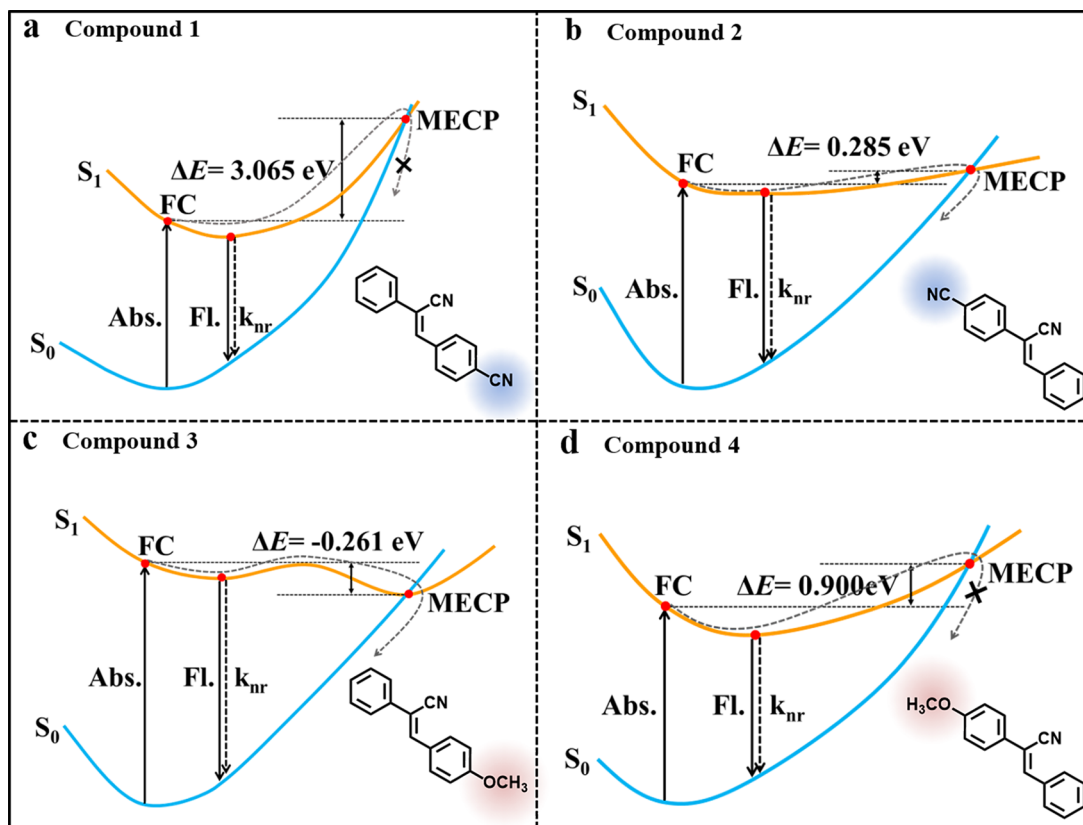 a Compound 1
S₁
FC
MECP
ΔE= 3.065 eV
Abs.
Fl.
kₙᵣ
S₀
CN
CN
b Compound 2
S₁
FC
MECP
ΔE= 0.285 eV
Abs.
Fl.
kₙᵣ
S₀
NC
CN
c Compound 3
S₁
FC
MECP
ΔE= -0.261 eV
Abs.
Fl.
kₙᵣ
S₀
CN
OCH₃
d Compound 4
S₁
FC
MECP
ΔE= 0.900eV
Abs.
Fl.
kₙᵣ
S₀
H₃CO
CN